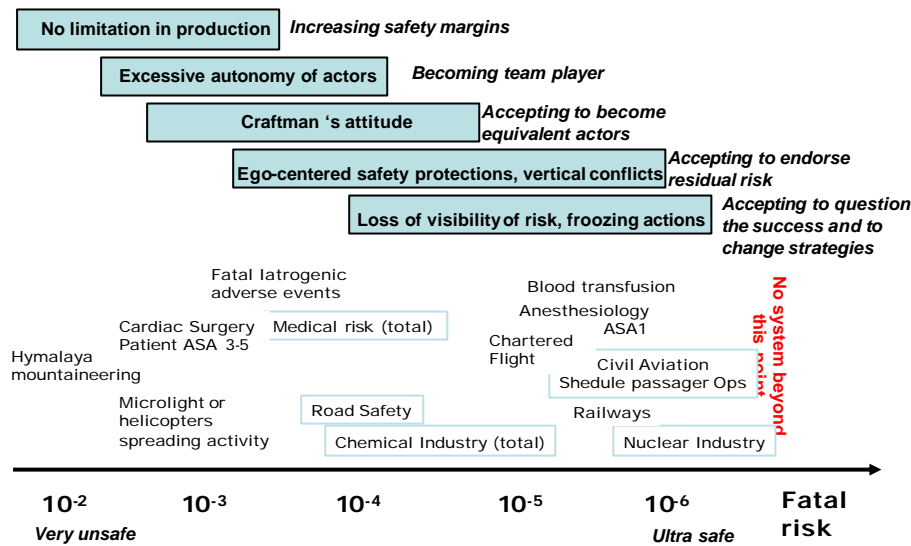 No limitation in production
Increasing safety margins
Excessive autonomy of actors
Becoming team player
Craftman ‘s attitude
Accepting to become
equivalent actors
Ego-centered safety protections, vertical conflicts
Accepting to endorse
residual risk
Loss of visibility of risk, froozing actions
Accepting to question
the success and to
change strategies
Fatal Iatrogenic
adverse events
Blood transfusion
Anesthesiology
ASA1
Cardiac Surgery
Patient ASA 3-5
Medical risk (total)
Chartered
Flight
Hymalaya
mountaineering
Civil Aviation
Shedule passager Ops
No system beyond
this point
Microlight or
helicopters
spreading activity
Road Safety
Railways
Chemical Industry (total)
Nuclear Industry
10-2
10-3
10-4
10-5
10-6
Fatal
risk
Very unsafe
Ultra safe